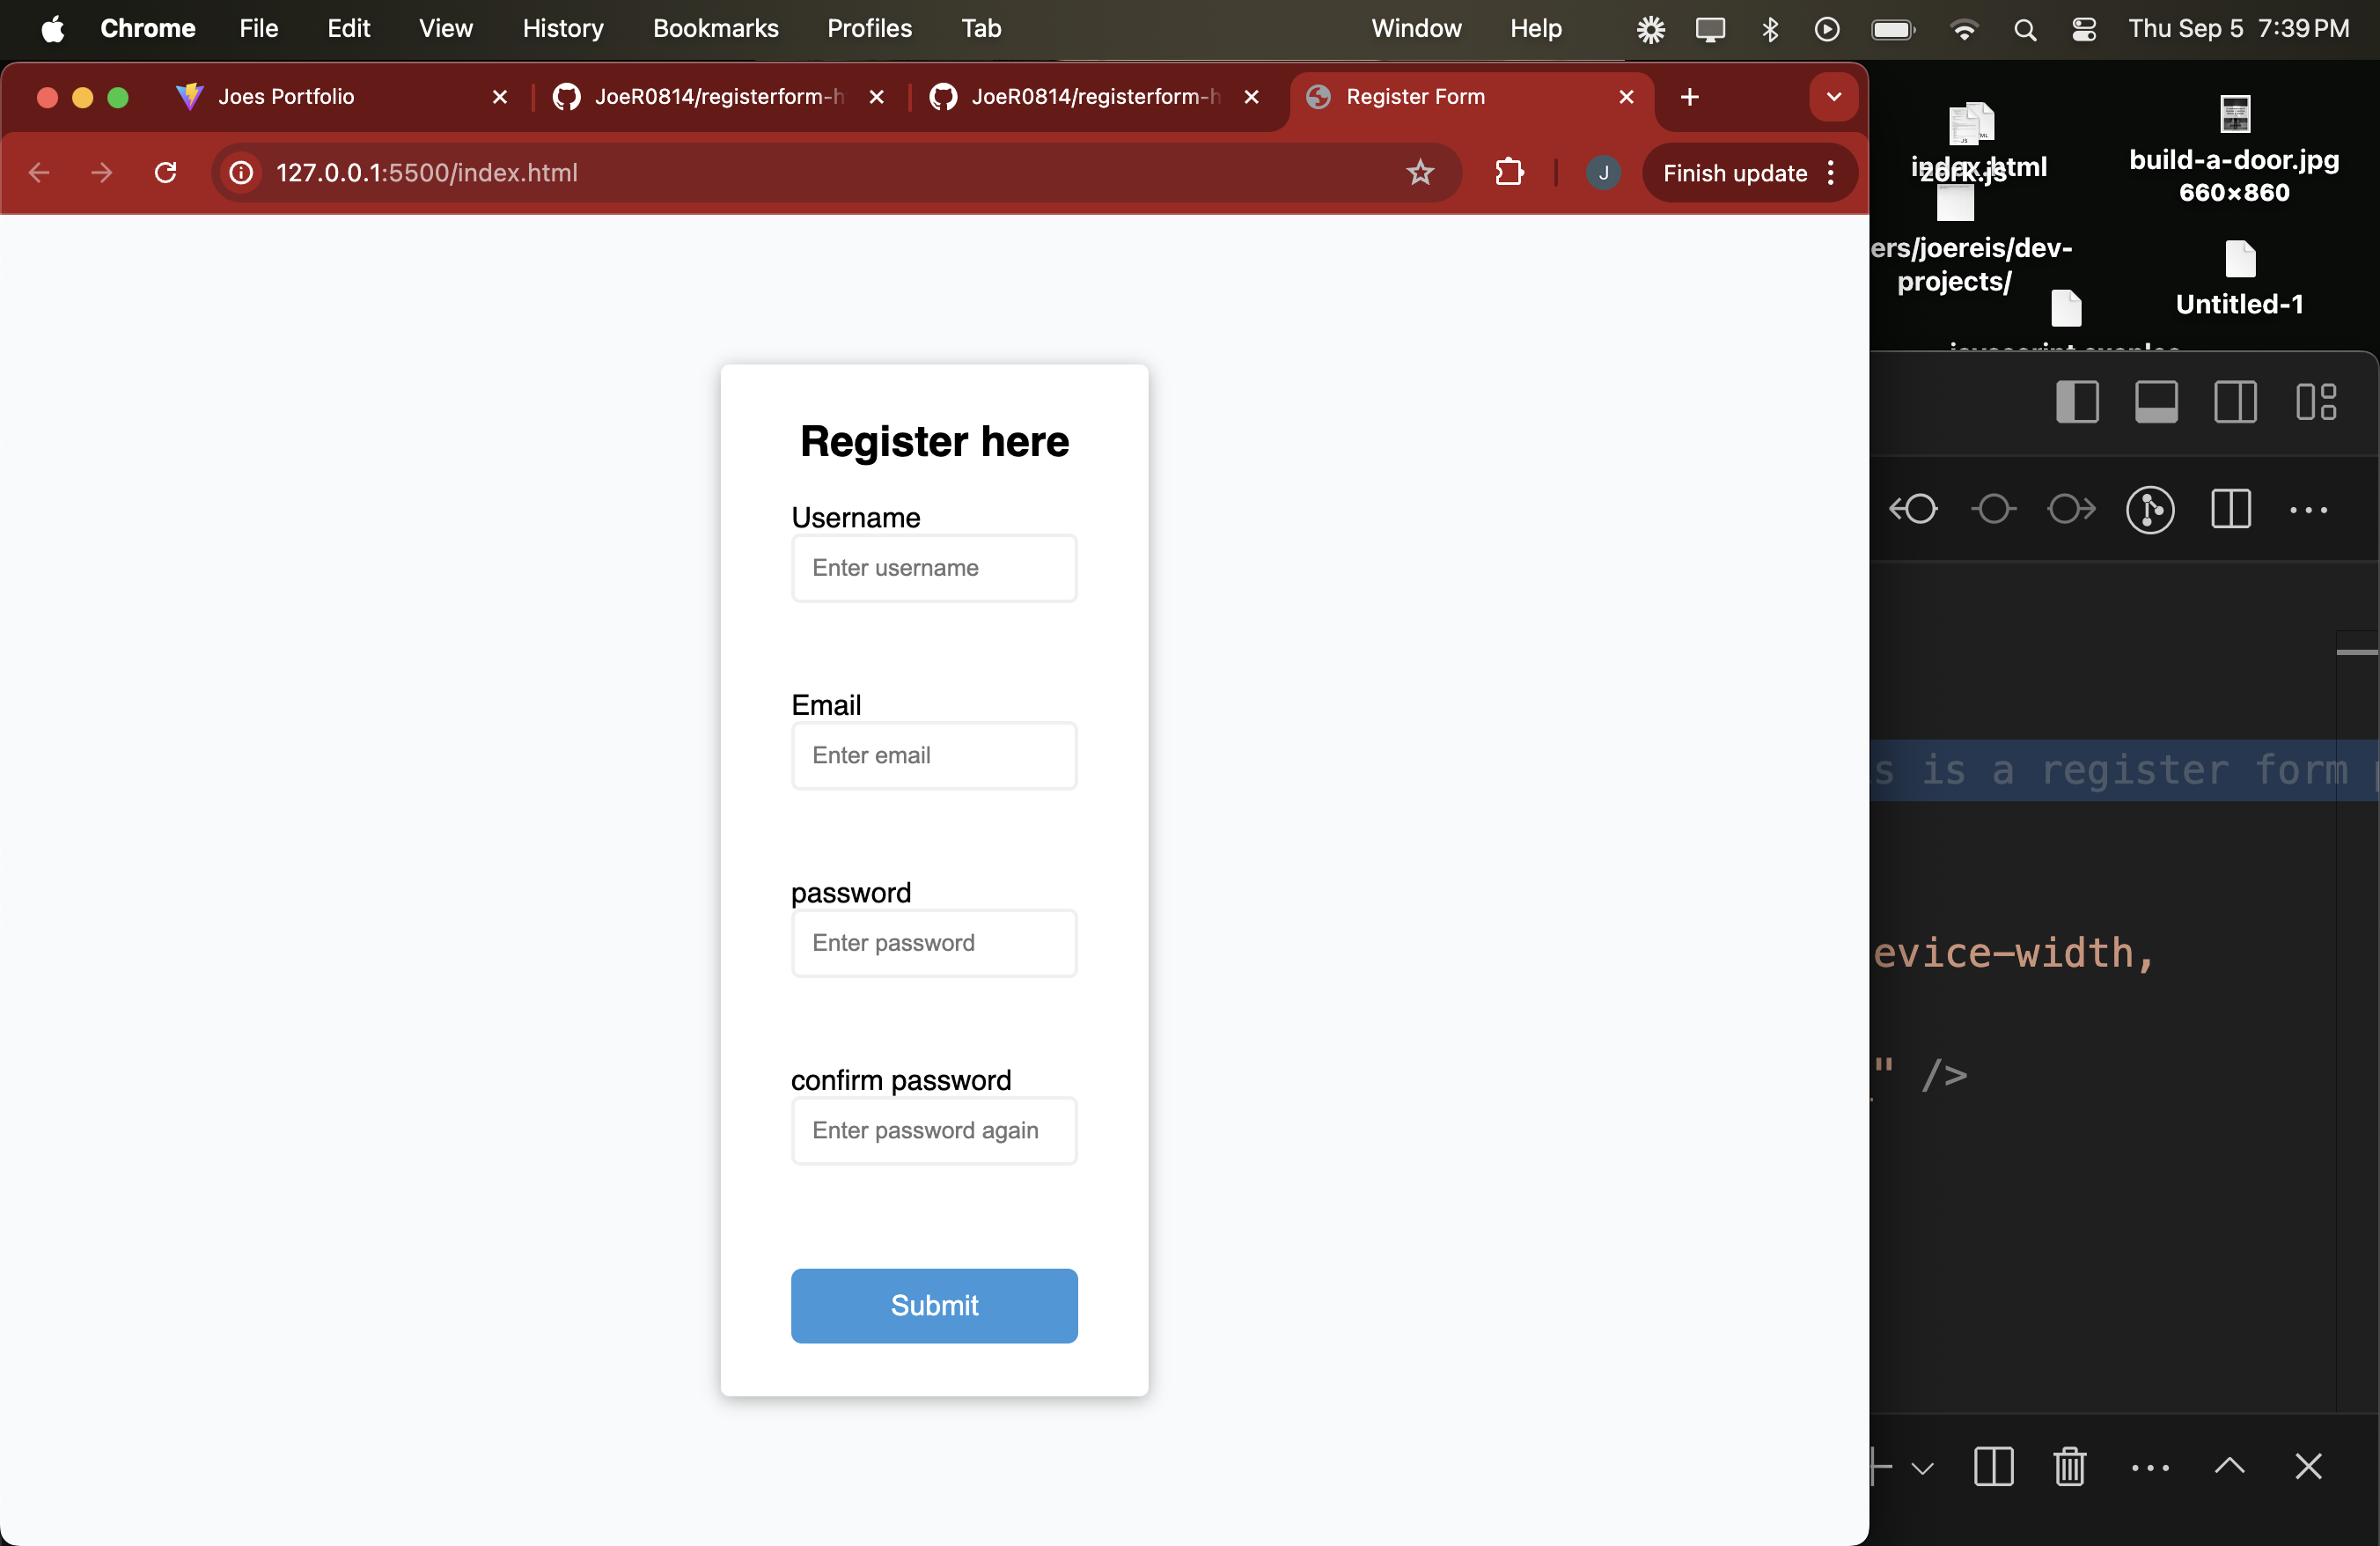 Chrome File Edit View History Bookmarks Profiles Tab Window Help Thu Sep 5 7:39 PM
Joes Portfolio JoeR0814/registerform-h JoeR0814/registerform-h Register Form
127.0.0.1:5500/index.html J Finish update
index.html
zork.js
build-a-door.jpg
660×860
ers/joereis/dev-
projects/
Untitled-1
Register here
Username
Enter username
Email
Enter email
password
Enter password
confirm password
Enter password again
Submit
s is a register form
evice-width,
" />